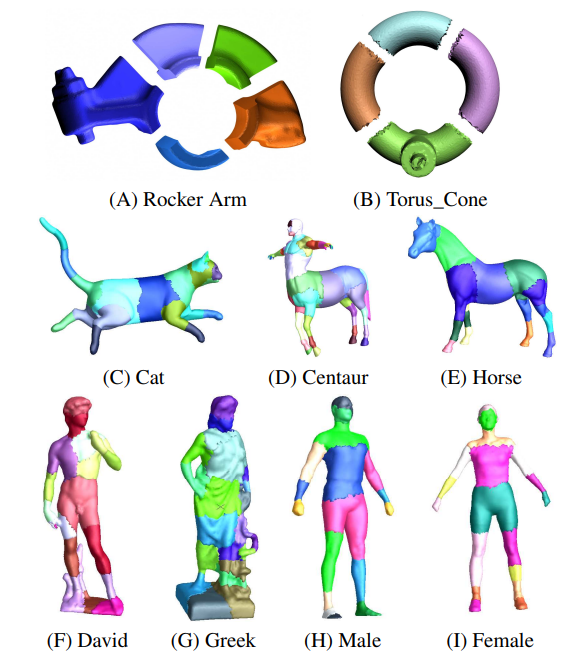 (A) Rocker Arm
(B) Torus_Cone
(C) Cat
(D) Centaur
(E) Horse
(F) David
(G) Greek
(H) Male
(I) Female